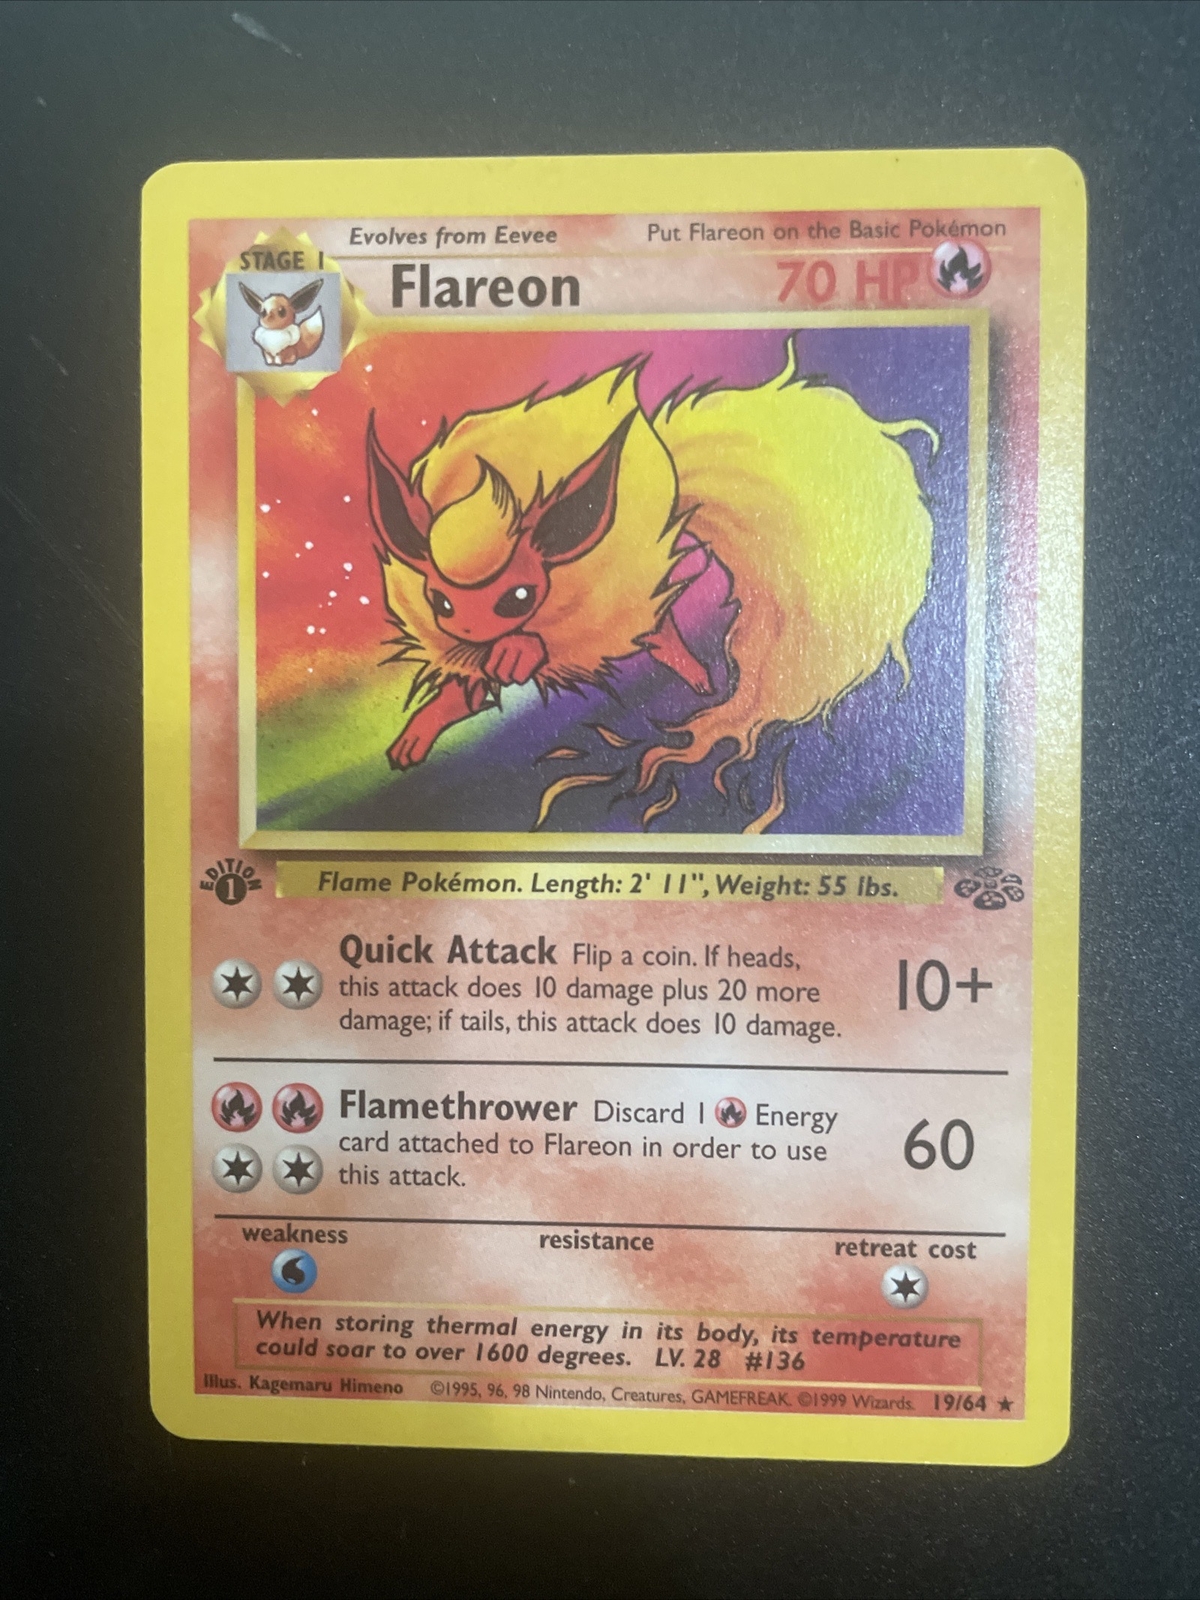 Evolves from Eevee Put Flareon on the Basic Pokémon
STAGE 1
Flareon 70 HP
EDITION
1
Flame Pokémon. Length: 2' 11", Weight: 55 lbs.
Quick Attack Flip a coin. If heads,
this attack does 10 damage plus 20 more
damage; if tails, this attack does 10 damage.
10+
Flamethrower Discard 1 Energy
card attached to Flareon in order to use
this attack.
60
weakness resistance retreat cost
When storing thermal energy in its body, its temperature
could soar to over 1600 degrees. LV. 28 #136
Illus. Kagemaru Himeno ©1995, 96, 98 Nintendo, Creatures, GAMEFREAK. ©1999 Wizards. 19/64 ★